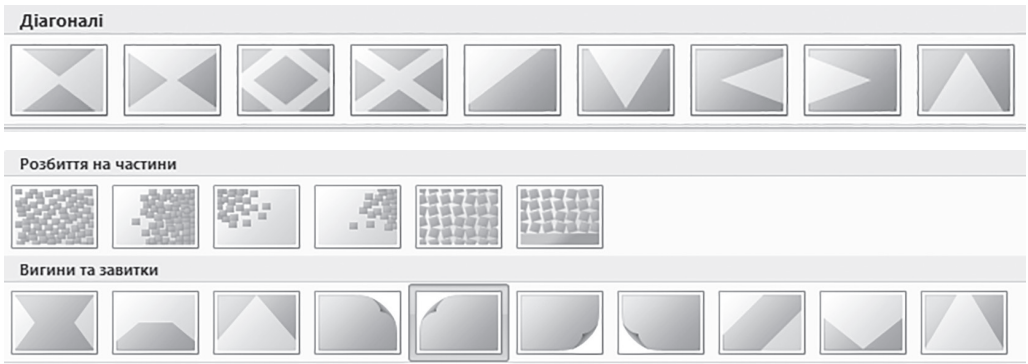 Діагоналі
Розбиття на частини
Вигини та завитки